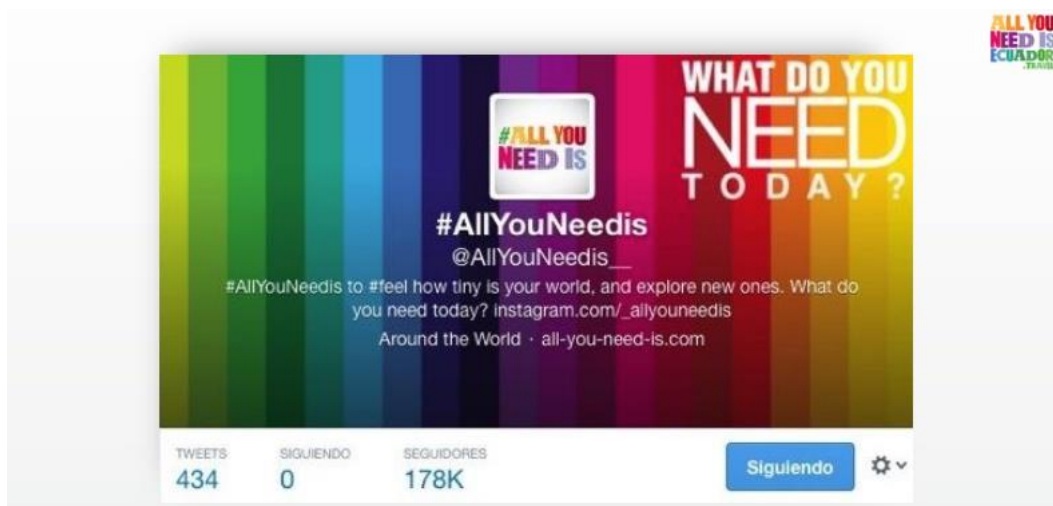 ALL YOU
NEED IS
ECUADOR
.TRAVEL
WHAT DO YOU
NEED
TODAY?
#ALL YOU
NEED IS
#AllYouNeedis
@AllYouNeedis__
#AllYouNeedis to #feel how tiny is your world, and explore new ones. What do
you need today? instagram.com/_allyouneedis
Around the World · all-you-need-is.com
TWEETS
434
SIGUIENDO
0
SEGUIDORES
178K
Siguiendo